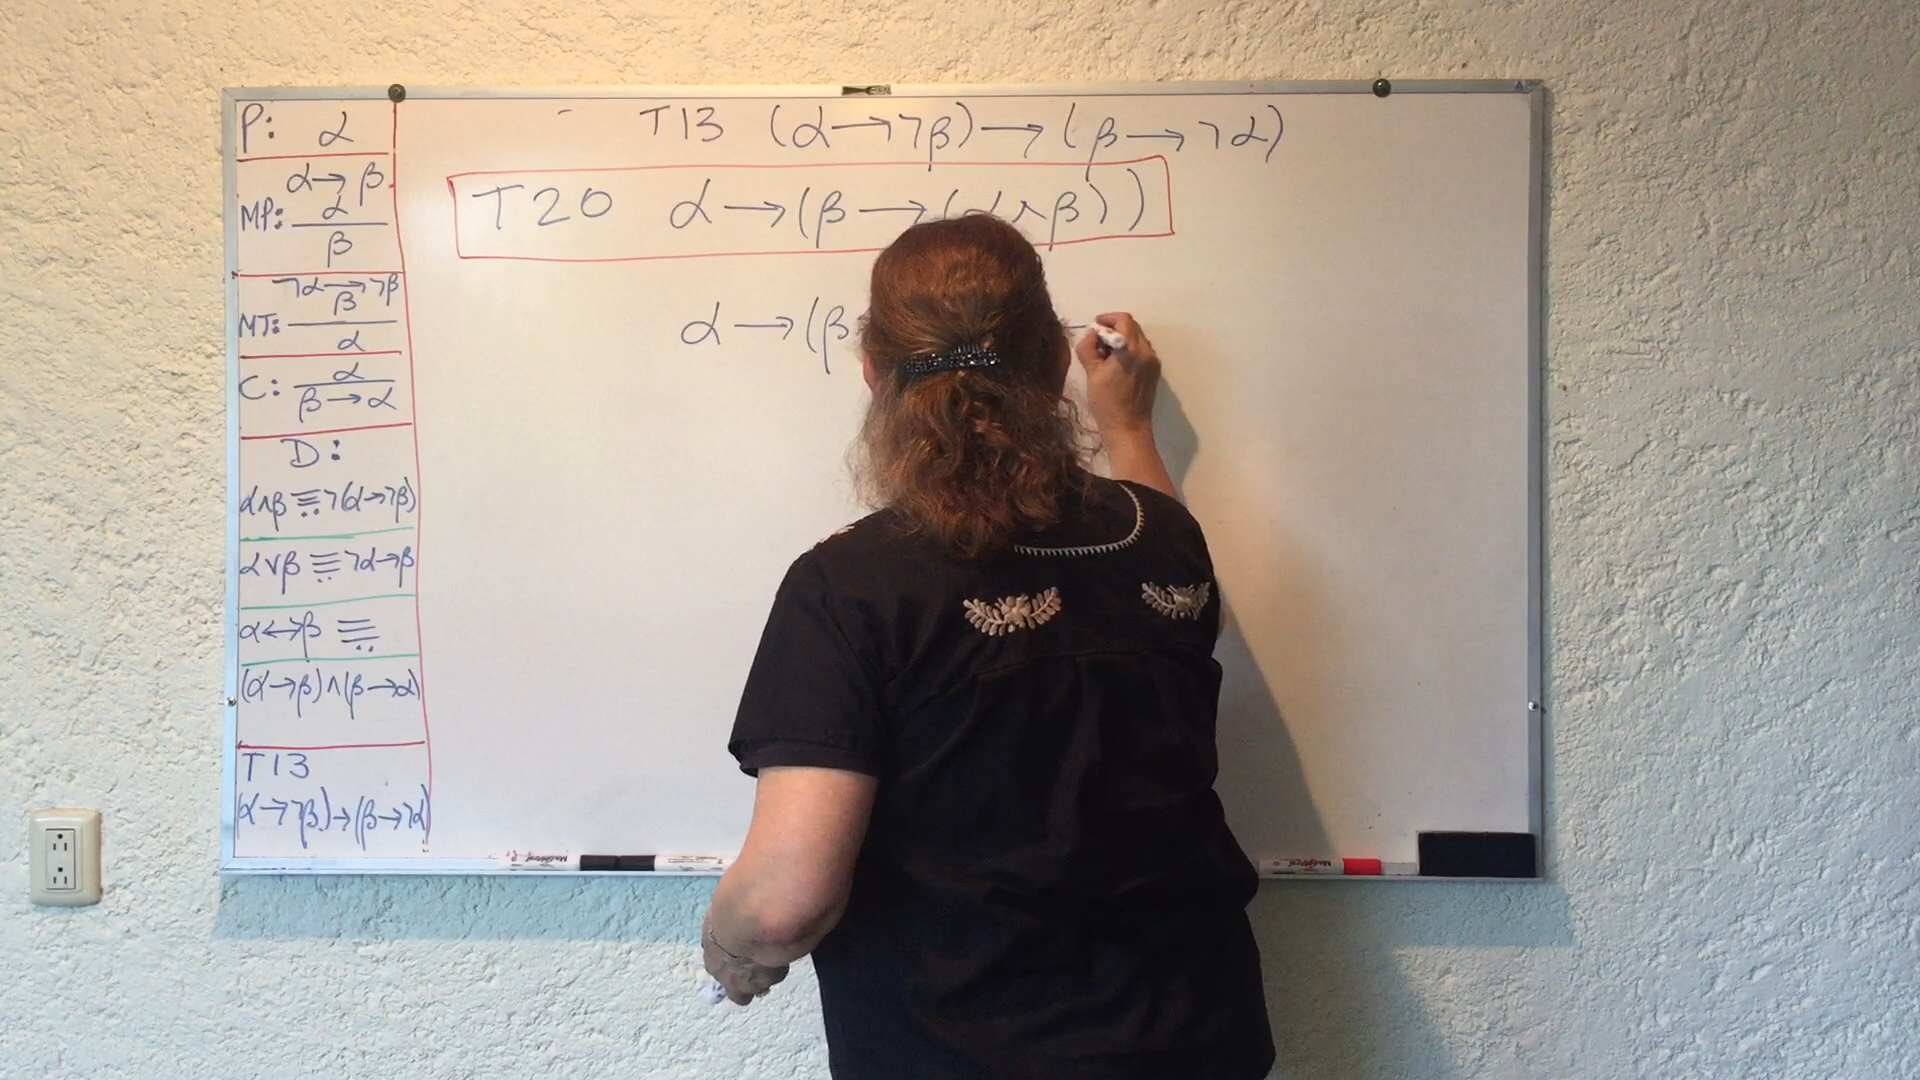 P: α
α→β
MP: α
β
¬α→¬β
β
MT:
α
C: α
β→α
D:
α∧β ≡ ¬(α→¬β)
α∨β ≡ ¬α→β
α↔β ≡
(α→β)∧(β→α)
T13
(α→¬β)→(β→¬α)
T13 (α→¬β)→(β→¬α)
T20 α→(β→(α∧β))
α→(β